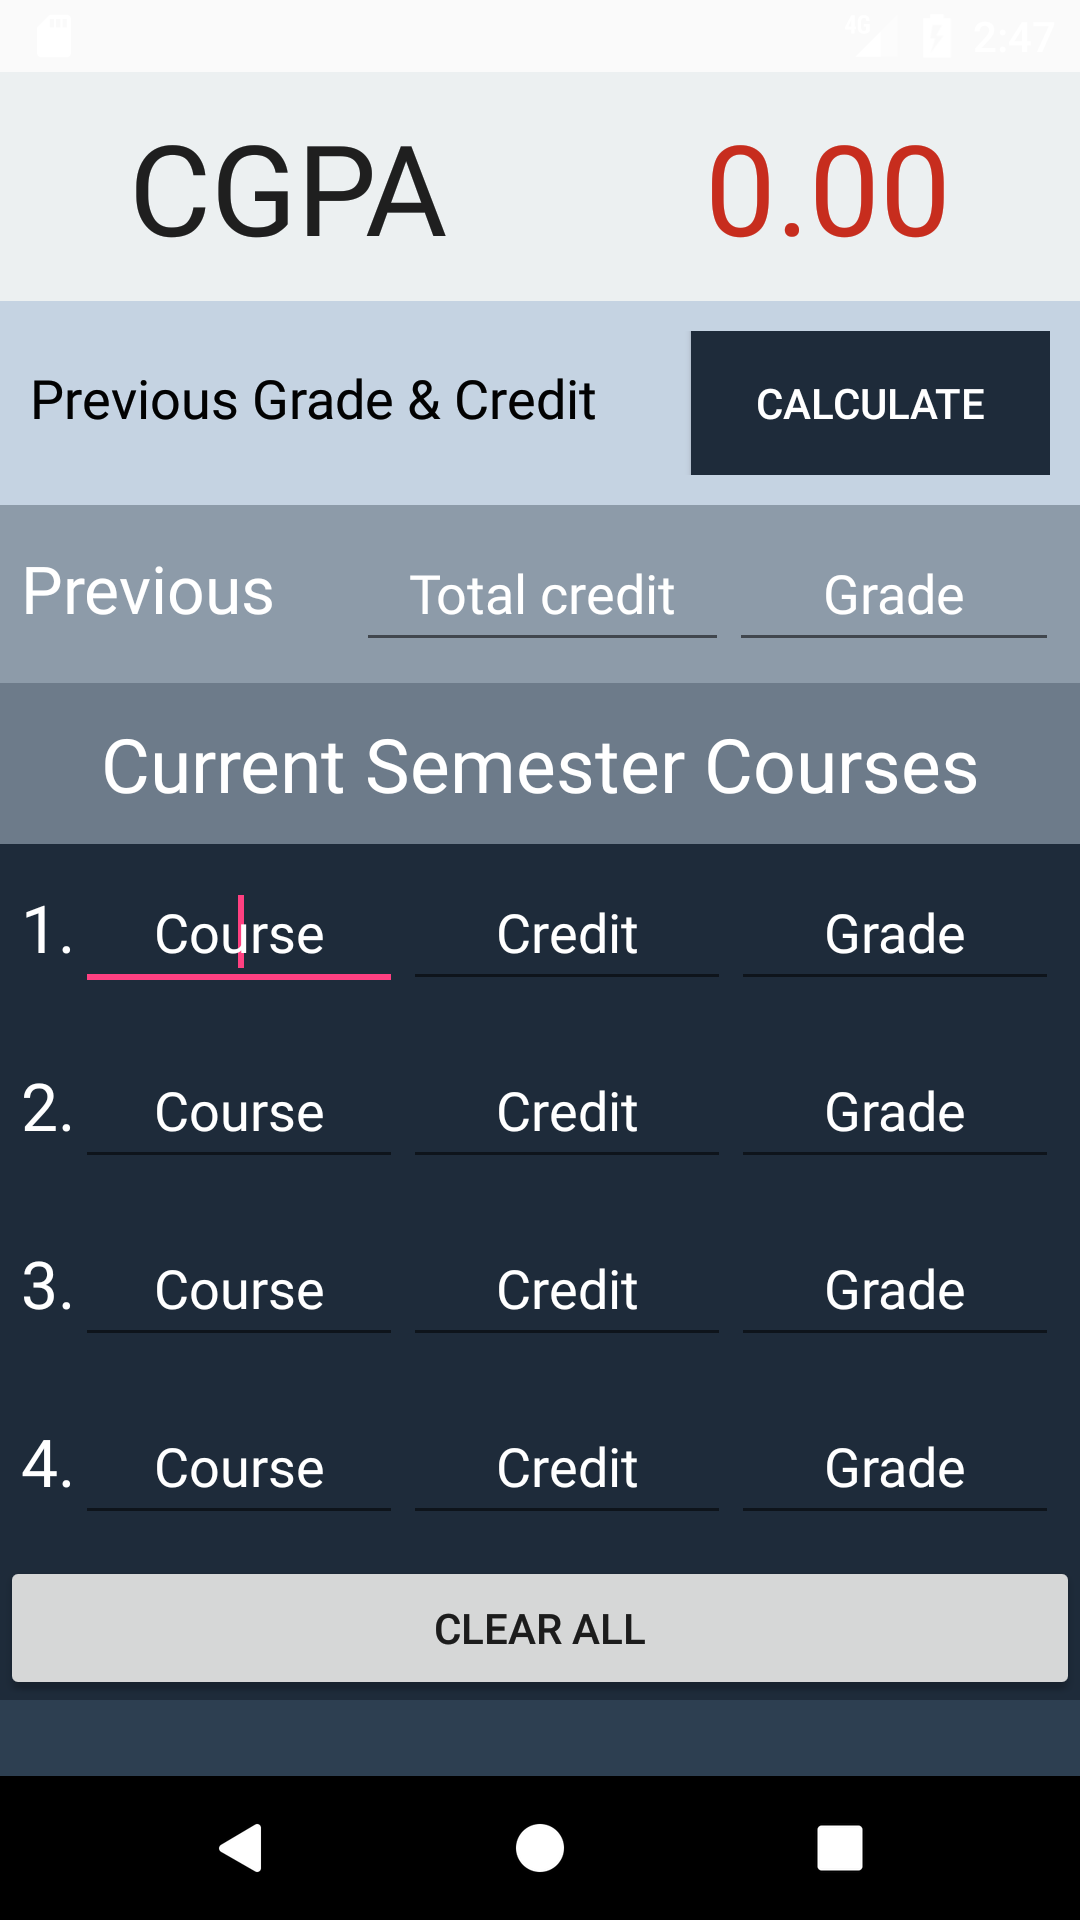 4G 2:47
CGPA 0.00
Previous Grade & Credit CALCULATE
Previous Total credit Grade
Current Semester Courses
1. Course Credit Grade
2. Course Credit Grade
3. Course Credit Grade
4. Course Credit Grade
CLEAR ALL